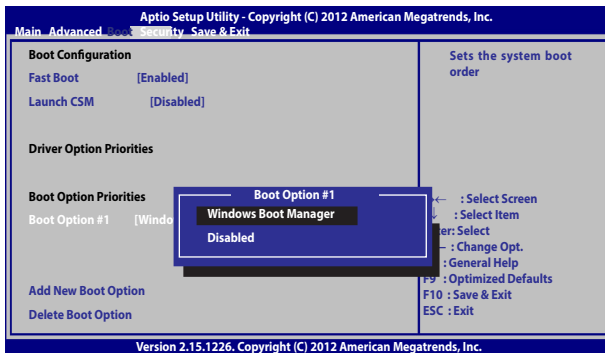 Aptio Setup Utility - Copyright (C) 2012 American Megatrends, Inc.
Main Advanced Boot Security Save & Exit
Boot Configuration
Fast Boot [Enabled]
Launch CSM [Disabled]
Driver Option Priorities
Boot Option Priorities
Boot Option #1 [Windo
Add New Boot Option
Delete Boot Option
Boot Option #1
Windows Boot Manager
Disabled
Sets the system boot
order
← : Select Screen
↓ : Select Item
er: Select
– : Change Opt.
: General Help
F9 : Optimized Defaults
F10 : Save & Exit
ESC : Exit
Version 2.15.1226. Copyright (C) 2012 American Megatrends, Inc.